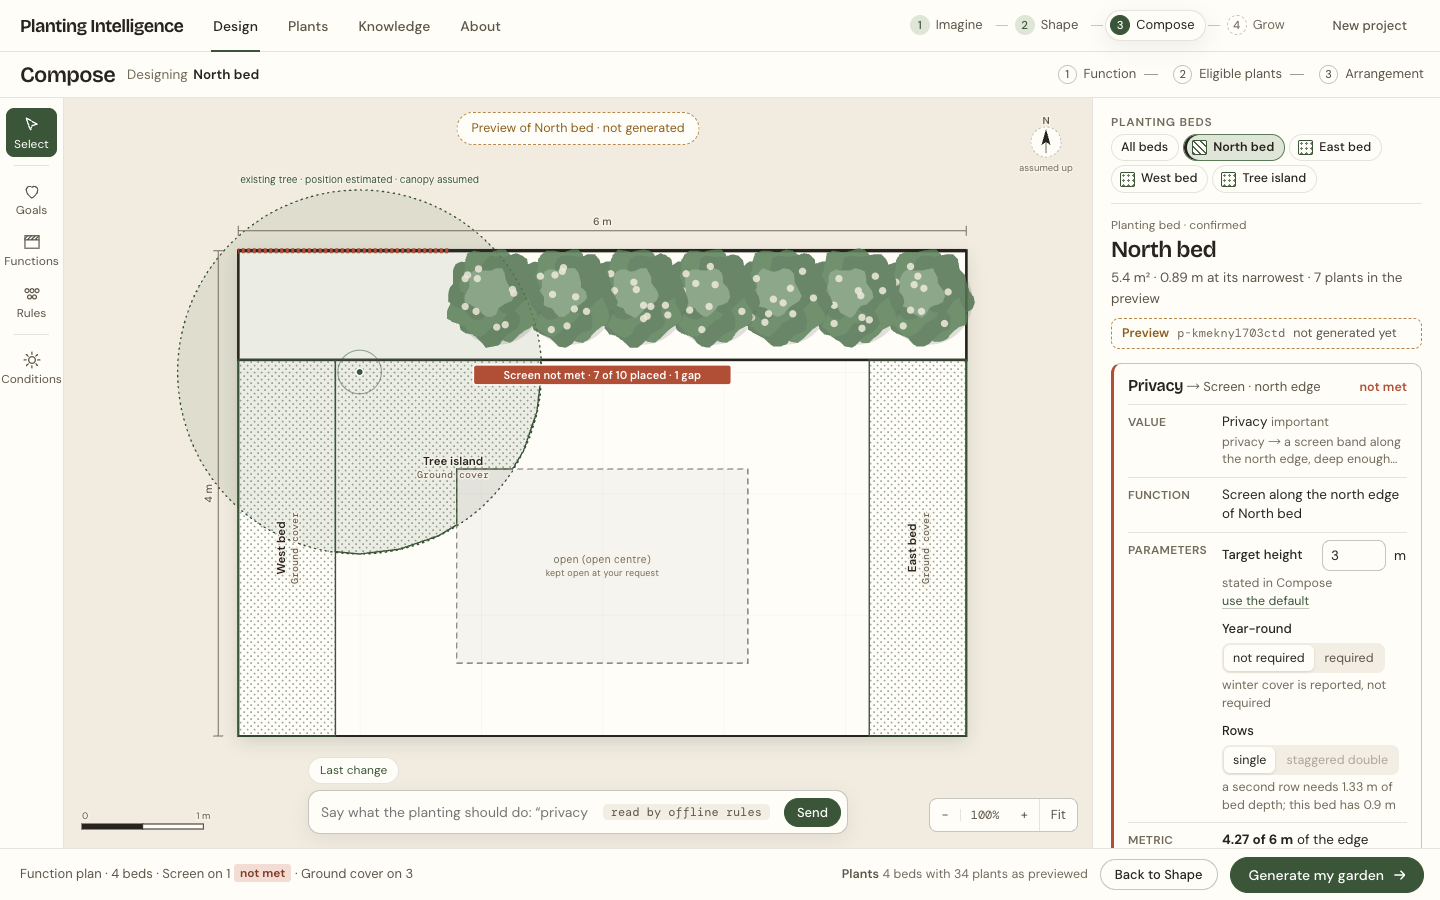 Planting Intelligence
Design
Plants
Knowledge
About
1 Imagine
2 Shape
3 Compose
4 Grow
New project
Compose
Designing North bed
1 Function
2 Eligible plants
3 Arrangement
Select
Goals
Functions
Rules
Conditions
Preview of North bed · not generated
N
assumed up
existing tree · position estimated · canopy assumed
6 m
4 m
Screen not met · 7 of 10 placed · 1 gap
Tree island
Ground cover
West bed
Ground cover
open (open centre)
kept open at your request
East bed
Ground cover
Last change
Say what the planting should do: “privacy
read by offline rules
Send
0
1 m
−
100%
+
Fit
PLANTING BEDS
All beds
North bed
East bed
West bed
Tree island
Planting bed · confirmed
North bed
5.4 m² · 0.89 m at its narrowest · 7 plants in the
preview
Preview p-kmekny1703ctd not generated yet
Privacy → Screen · north edge
not met
VALUE
Privacy important
privacy → a screen band along
the north edge, deep enough…
FUNCTION
Screen along the north edge
of North bed
PARAMETERS
Target height
3
m
stated in Compose
use the default
Year-round
not required
required
winter cover is reported, not
required
Rows
single
staggered double
a second row needs 1.33 m of
bed depth; this bed has 0.9 m
METRIC
4.27 of 6 m of the edge
Function plan · 4 beds · Screen on 1 not met · Ground cover on 3
Plants 4 beds with 34 plants as previewed
Back to Shape
Generate my garden →